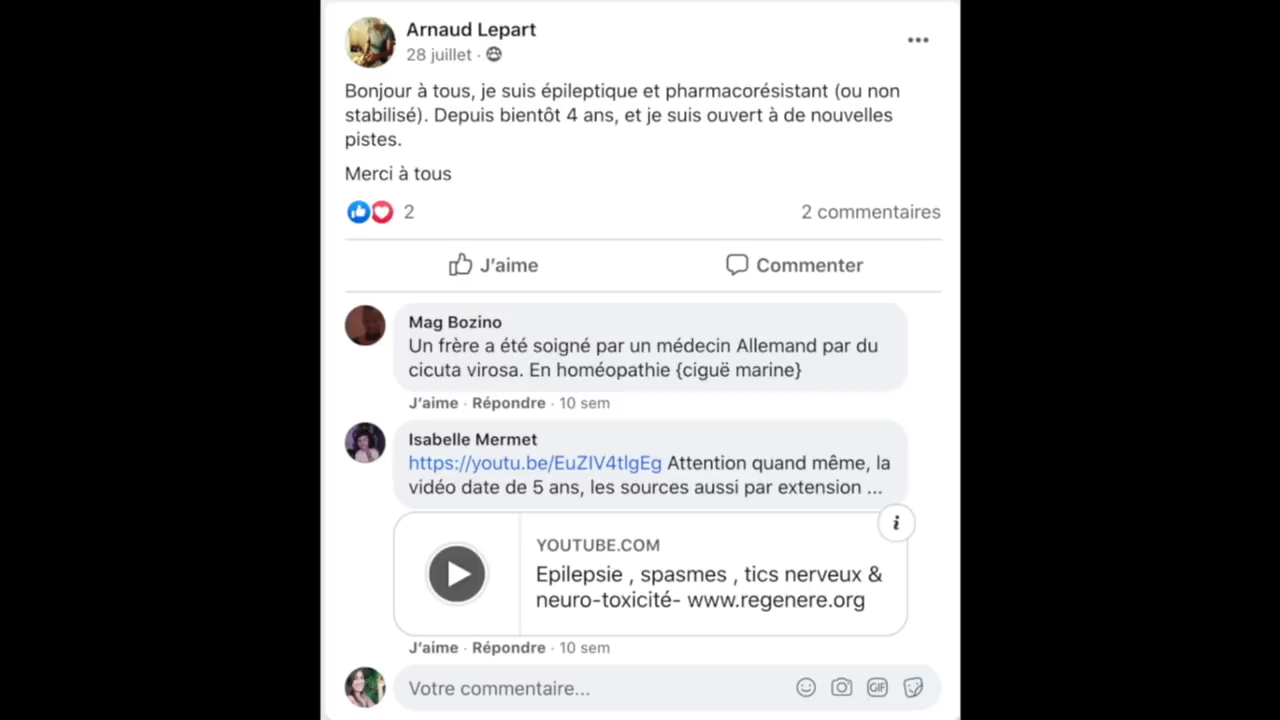 Arnaud Lepart
28 juillet ·
Bonjour à tous, je suis épileptique et pharmacorésistant (ou non
stabilisé). Depuis bientôt 4 ans, et je suis ouvert à de nouvelles
pistes.
Merci à tous
2
2 commentaires
J'aime
Commenter
Mag Bozino
Un frère a été soigné par un médecin Allemand par du
cicuta virosa. En homéopathie {ciguë marine}
J'aime · Répondre · 10 sem
Isabelle Mermet
https://youtu.be/EuZIV4tlgEg Attention quand même, la
vidéo date de 5 ans, les sources aussi par extension ...
i
YOUTUBE.COM
Epilepsie , spasmes , tics nerveux &
neuro-toxicité- www.regenere.org
J'aime · Répondre · 10 sem
Votre commentaire...
GIF